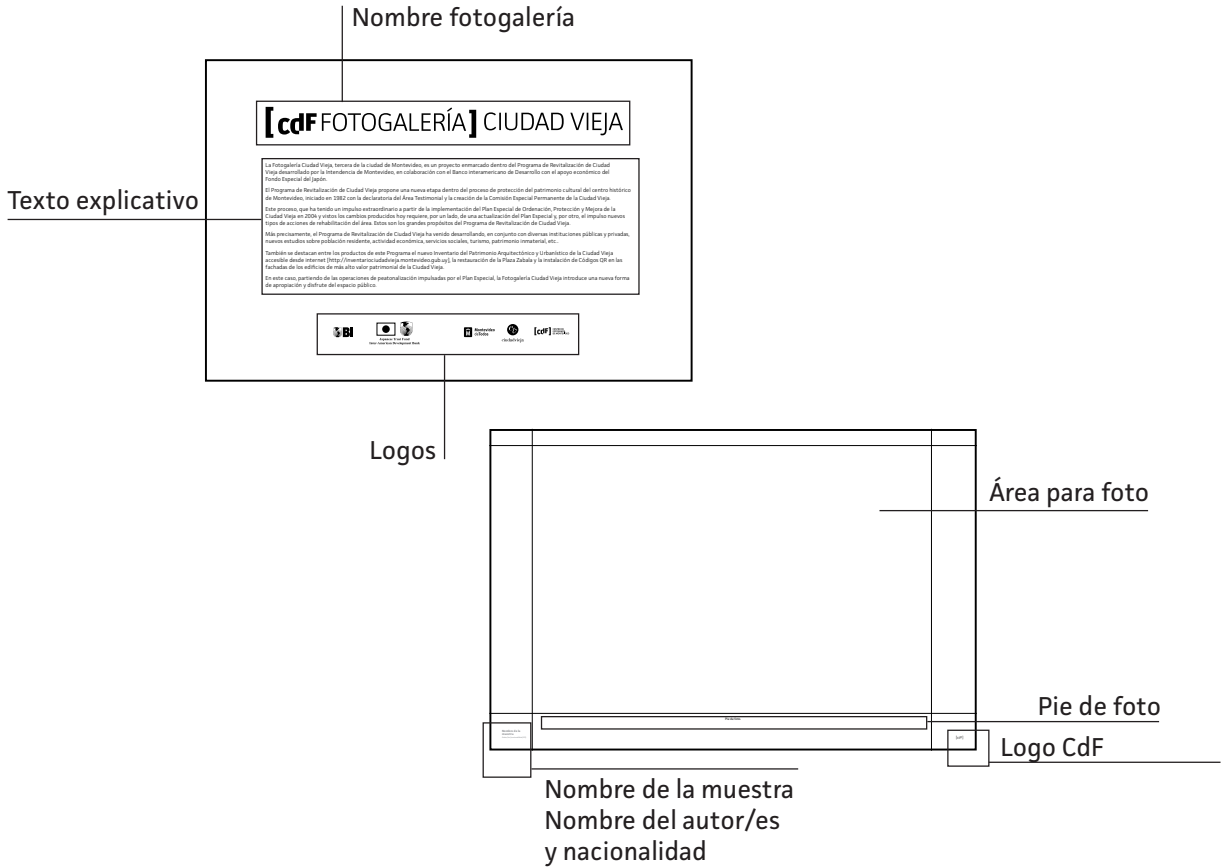 Nombre fotogalería
[cdF FOTOGALERÍA] CIUDAD VIEJA
Texto explicativo
La Fotogalería Ciudad Vieja, tercera de la ciudad de Montevideo, es un proyecto enmarcado dentro del Programa de Revitalización de Ciudad
Vieja desarrollado por la Intendencia de Montevideo, en colaboración con el Banco interamericano de Desarrollo con el apoyo económico del
Fondo Especial del Japón.
El Programa de Revitalización de Ciudad Vieja propone una nueva etapa dentro del proceso de protección del patrimonio cultural del centro histórico
de Montevideo, iniciado en 1982 con la declaratoria del Área Testimonial y la creación de la Comisión Especial Permanente de la Ciudad Vieja.
Este proceso, que ha tenido un impulso extraordinario a partir de la implementación del Plan Especial de Ordenación, Protección y Mejora de la
Ciudad Vieja en 2004 y vistos los cambios producidos hoy requiere, por un lado, de una actualización del Plan Especial y, por otro, el impulso nuevos
tipos de acciones de rehabilitación del área. Estos son los grandes propósitos del Programa de Revitalización de Ciudad Vieja.
Más precisamente, el Programa de Revitalización de Ciudad Vieja ha venido desarrollando, en conjunto con diversas instituciones públicas y privadas,
nuevos estudios sobre población residente, actividad económica, servicios sociales, turismo, patrimonio inmaterial, etc.
También se destacan entre los productos de este Programa el nuevo Inventario del Patrimonio Arquitectónico y Urbanístico de la Ciudad Vieja
accesible desde internet [http://inventariociudadvieja.montevideo.gub.uy], la restauración de la Plaza Zabala y la instalación de Códigos QR en las
fachadas de los edificios de más alto valor patrimonial de la Ciudad Vieja.
En este caso, partiendo de las operaciones de peatonalización impulsadas por el Plan Especial, la Fotogalería Ciudad Vieja introduce una nueva forma
de apropiación y disfrute del espacio público.
BI
Japanese Trust Fund
Inter-American Development Bank
Montevideo
deTodos
ciudadvieja
[cdF]
Logos
Área para foto
Pie de foto
Pie de foto
Nombre de la
muestra
[cdF]
Logo CdF
Nombre de la muestra
Nombre del autor/es
y nacionalidad